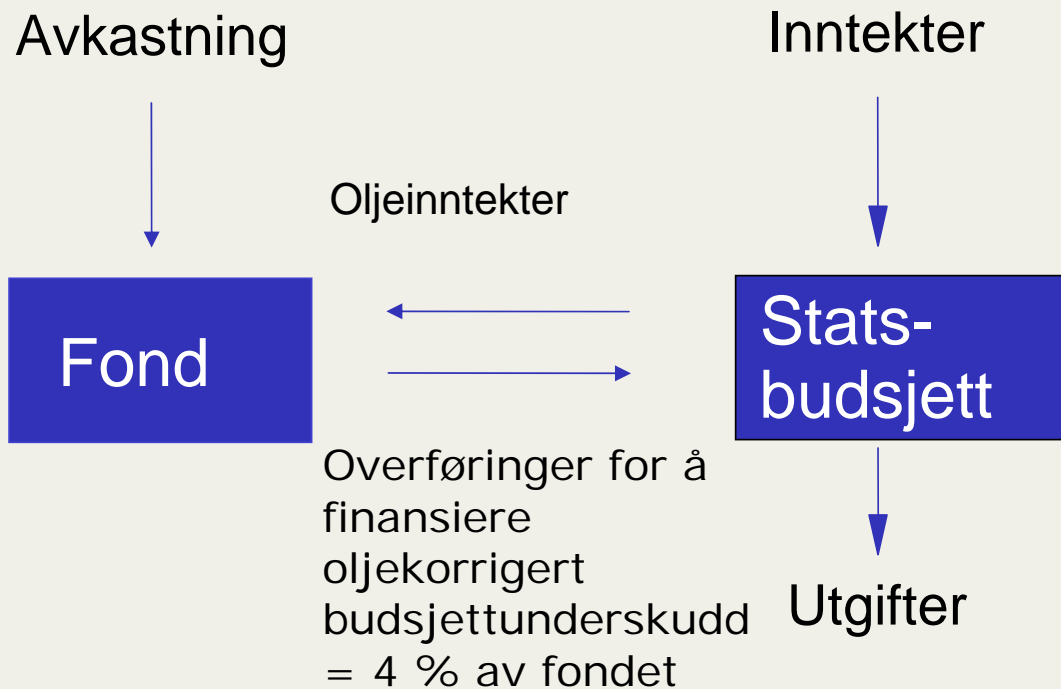 Avkastning
Inntekter
Oljeinntekter
Fond
Stats-
budsjett
Overføringer for å
finansiere
oljekorrigert
budsjettunderskudd
= 4 % av fondet
Utgifter